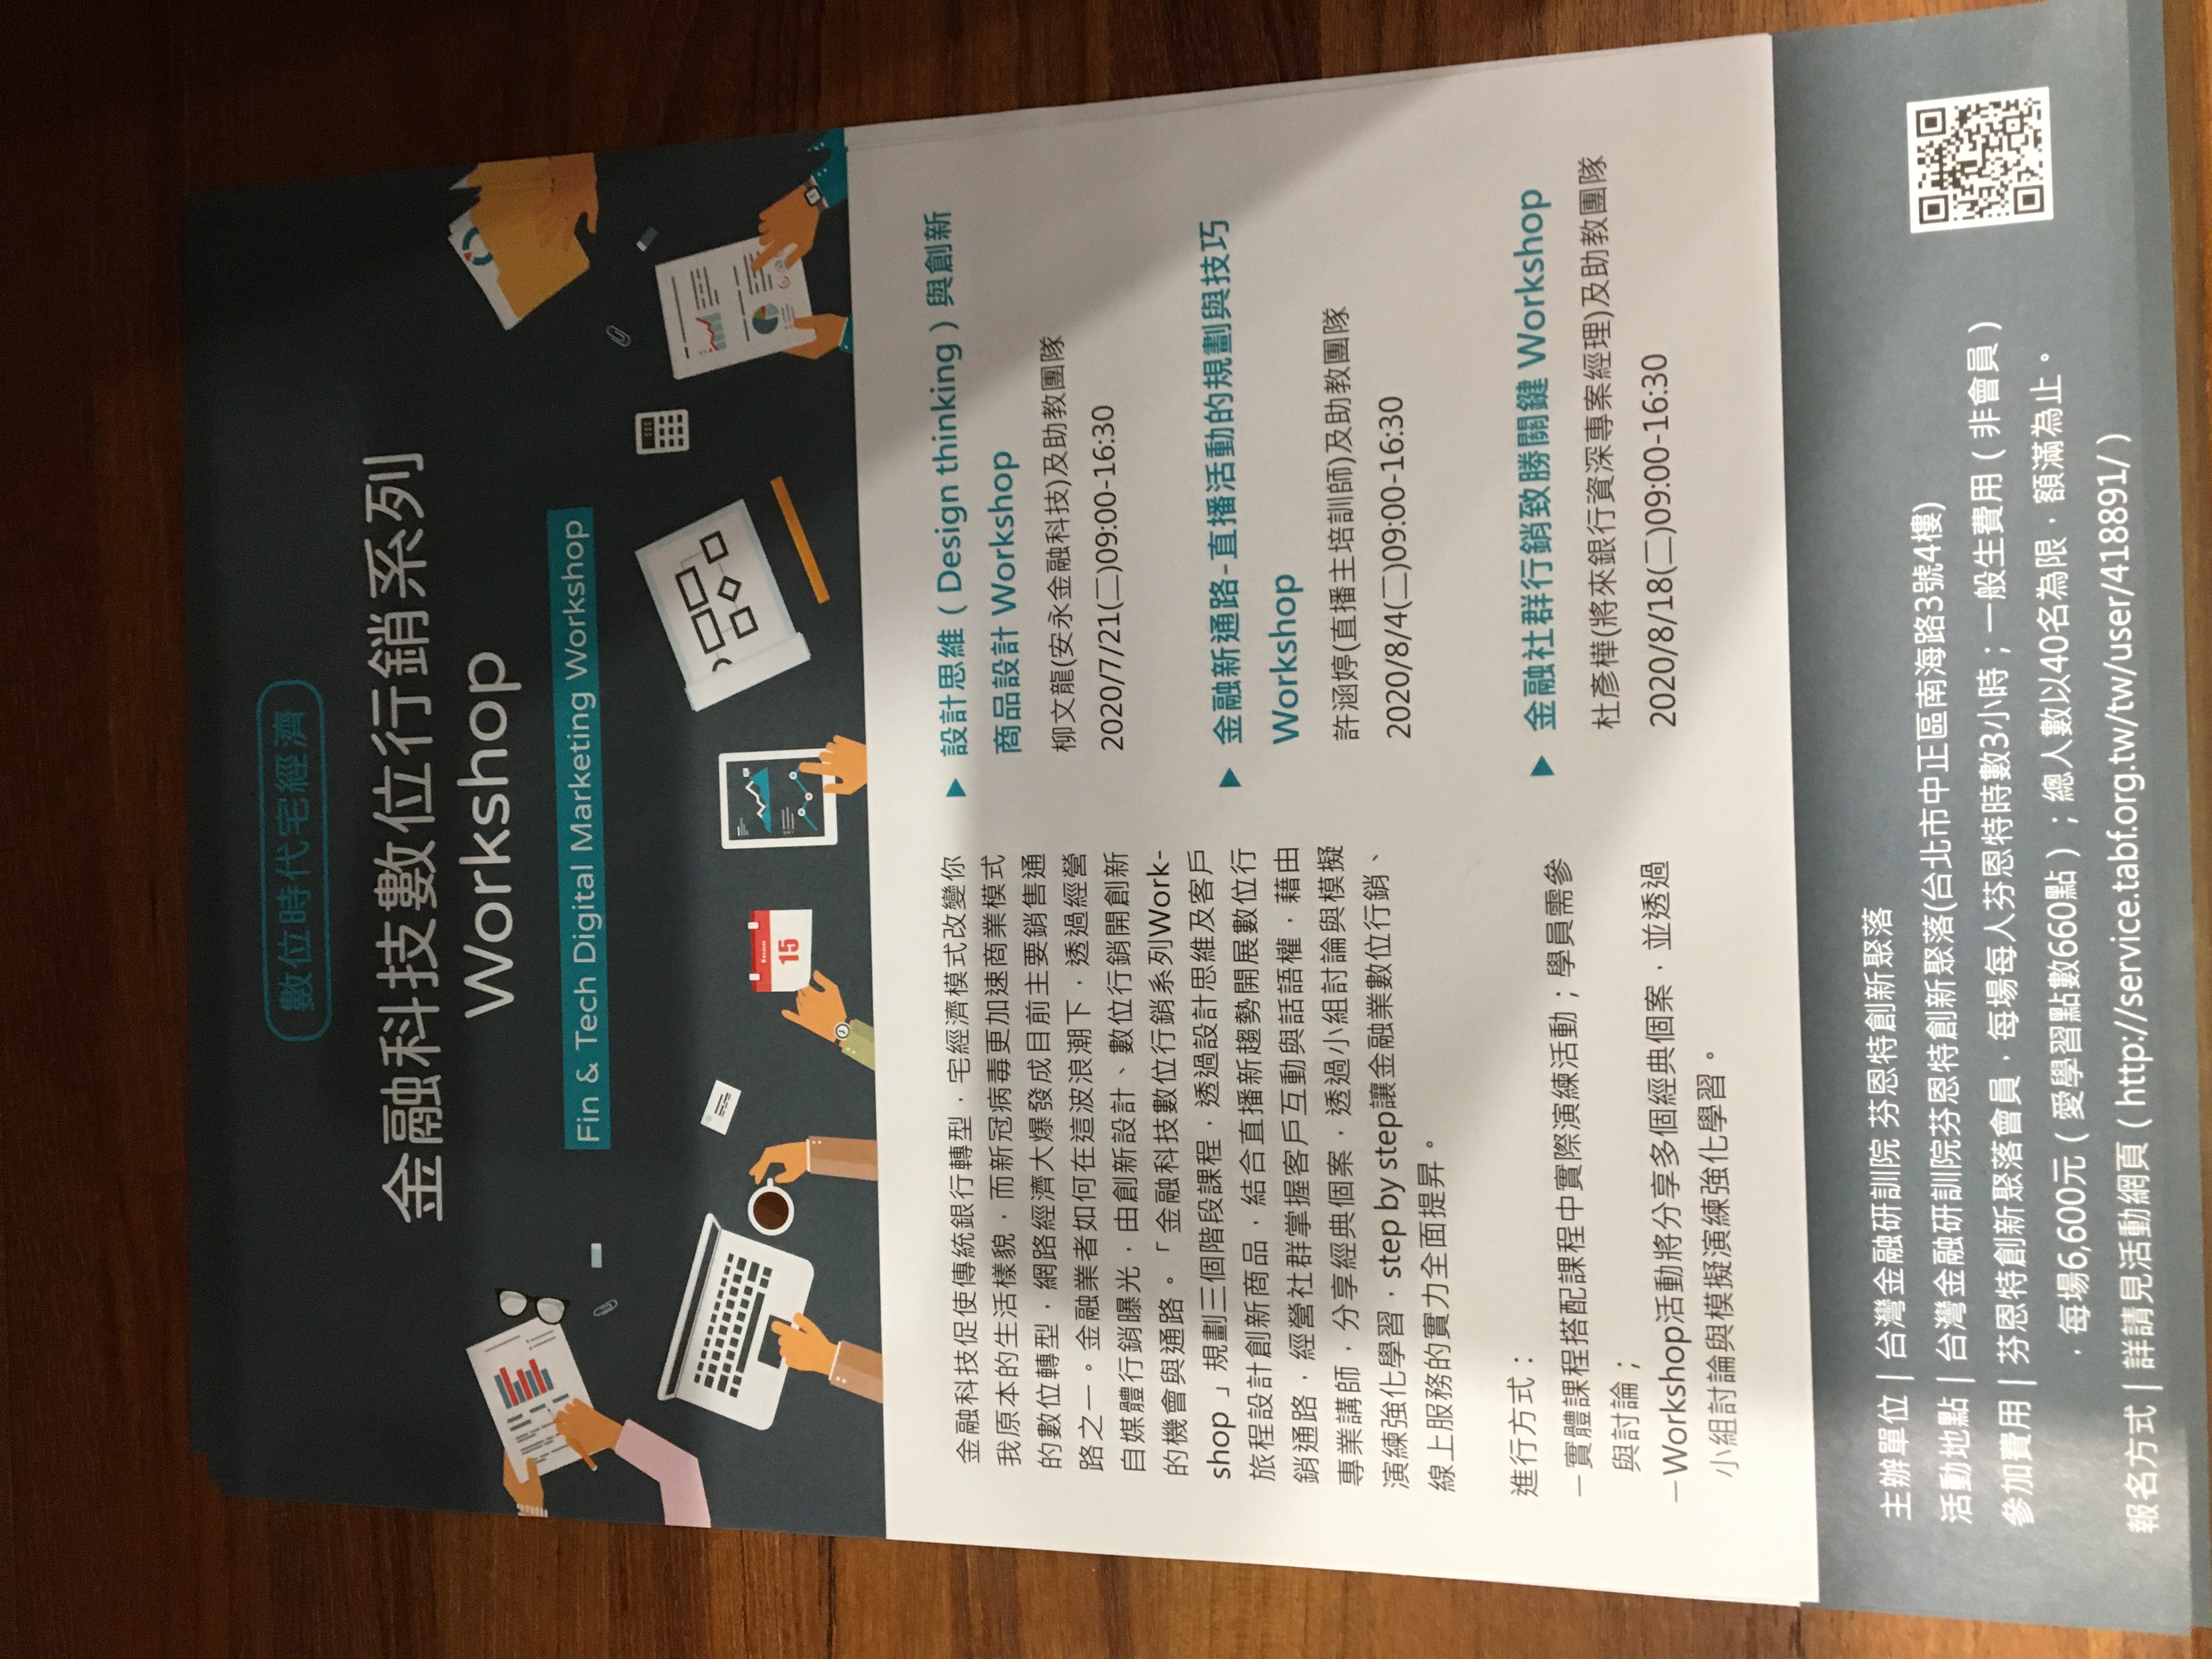 數位時代宅經濟
金融科技數位行銷系列
Workshop
Fin & Tech Digital Marketing Workshop
15
金融科技促使傳統銀行轉型，宅經濟模式改變你
我原本的生活樣貌，而新冠病毒更加速商業模式
的數位轉型，網路經濟大爆發成目前主要銷售通
路之一。金融業者如何在這波浪潮下，透過經營
自媒體行銷曝光，由創新設計、數位行銷開創新
的機會與通路。「金融科技數位行銷系列Work-
shop 」規劃三個階段課程，透過設計思維及客戶
旅程設計創新商品，結合直播新趨勢開展數位行
銷通路，經營社群掌握客戶互動與話語權，藉由
專業講師，分享經典個案，透過小組討論與模擬
演練強化學習，step by step讓金融業數位行銷、
線上服務的實力全面提昇。
進行方式：
－實體課程搭配課程中實際演練活動；學員需參
與討論；
－Workshop活動將分享多個經典個案，並透過
小組討論與模擬演練強化學習。
▶ 設計思維（Design thinking）與創新
商品設計 Workshop
柳文龍(安永金融科技)及助教團隊
2020/7/21(二)09:00-16:30
▶ 金融新通路-直播活動的規劃與技巧
Workshop
許涵婷(直播主培訓師)及助教團隊
2020/8/4(二)09:00-16:30
▶ 金融社群行銷致勝關鍵 Workshop
杜彥樺(將來銀行資深專案經理)及助教團隊
2020/8/18(二)09:00-16:30
主辦單位｜台灣金融研訓院 芬恩特創新聚落
活動地點｜台灣金融研訓院芬恩特創新聚落(台北市中正區南海路3號4樓)
參加費用｜芬恩特創新聚落會員，每場每人芬恩特時數3小時；一般生費用（非會員）
，每場6,600元（愛學習點數660點）；總人數以40名為限，額滿為止。
報名方式｜詳請見活動網頁（http://service.tabf.org.tw/tw/user/418891/）